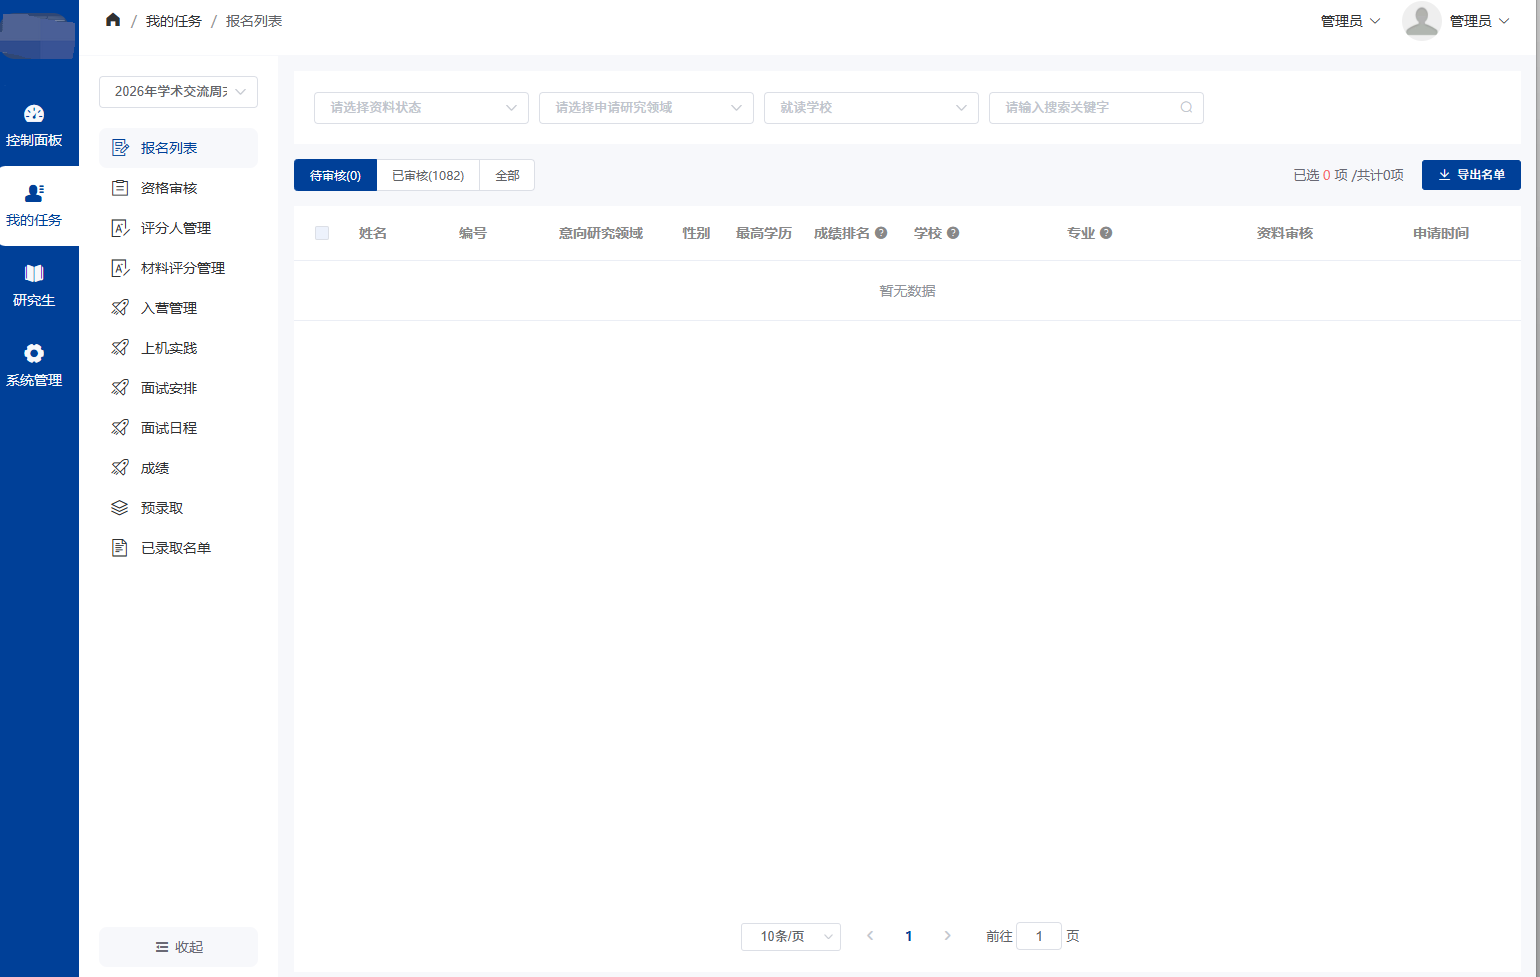 / 我的任务 / 报名列表
管理员
管理员
控制面板
我的任务
研究生
系统管理
2026年学术交流周
报名列表
资格审核
评分人管理
材料评分管理
入营管理
上机实践
面试安排
面试日程
成绩
预录取
已录取名单
收起
请选择资料状态
请选择申请研究领域
就读学校
请输入搜索关键字
待审核(0) 已审核(1082) 全部
已选 0 项 /共计0项
导出名单
姓名 编号 意向研究领域 性别 最高学历 成绩排名 学校 专业 资料审核 申请时间
暂无数据
10条/页 1 前往 1 页